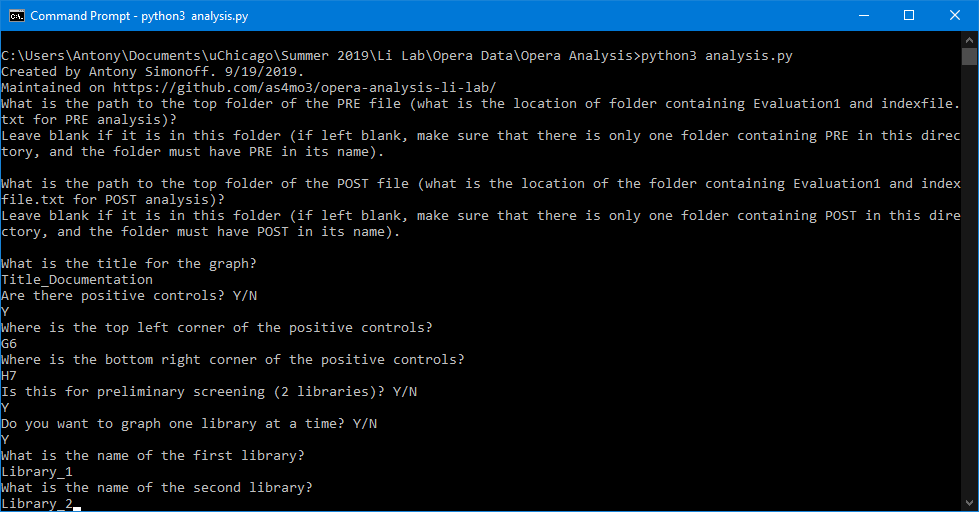 Command Prompt - python3 analysis.py
C:\Users\Antony\Documents\uChicago\Summer 2019\Li Lab\Opera Data\Opera Analysis>python3 analysis.py
Created by Antony Simonoff. 9/19/2019.
Maintained on https://github.com/as4mo3/opera-analysis-li-lab/
What is the path to the top folder of the PRE file (what is the location of folder containing Evaluation1 and indexfile.
txt for PRE analysis)?
Leave blank if it is in this folder (if left blank, make sure that there is only one folder containing PRE in this direc
tory, and the folder must have PRE in its name).
What is the path to the top folder of the POST file (what is the location of the folder containing Evaluation1 and index
file.txt for POST analysis)?
Leave blank if it is in this folder (if left blank, make sure that there is only one folder containing POST in this dire
ctory, and the folder must have POST in its name).
What is the title for the graph?
Title_Documentation
Are there positive controls? Y/N
Y
Where is the top left corner of the positive controls?
G6
Where is the bottom right corner of the positive controls?
H7
Is this for preliminary screening (2 libraries)? Y/N
Y
Do you want to graph one library at a time? Y/N
Y
What is the name of the first library?
Library_1
What is the name of the second library?
Library_2